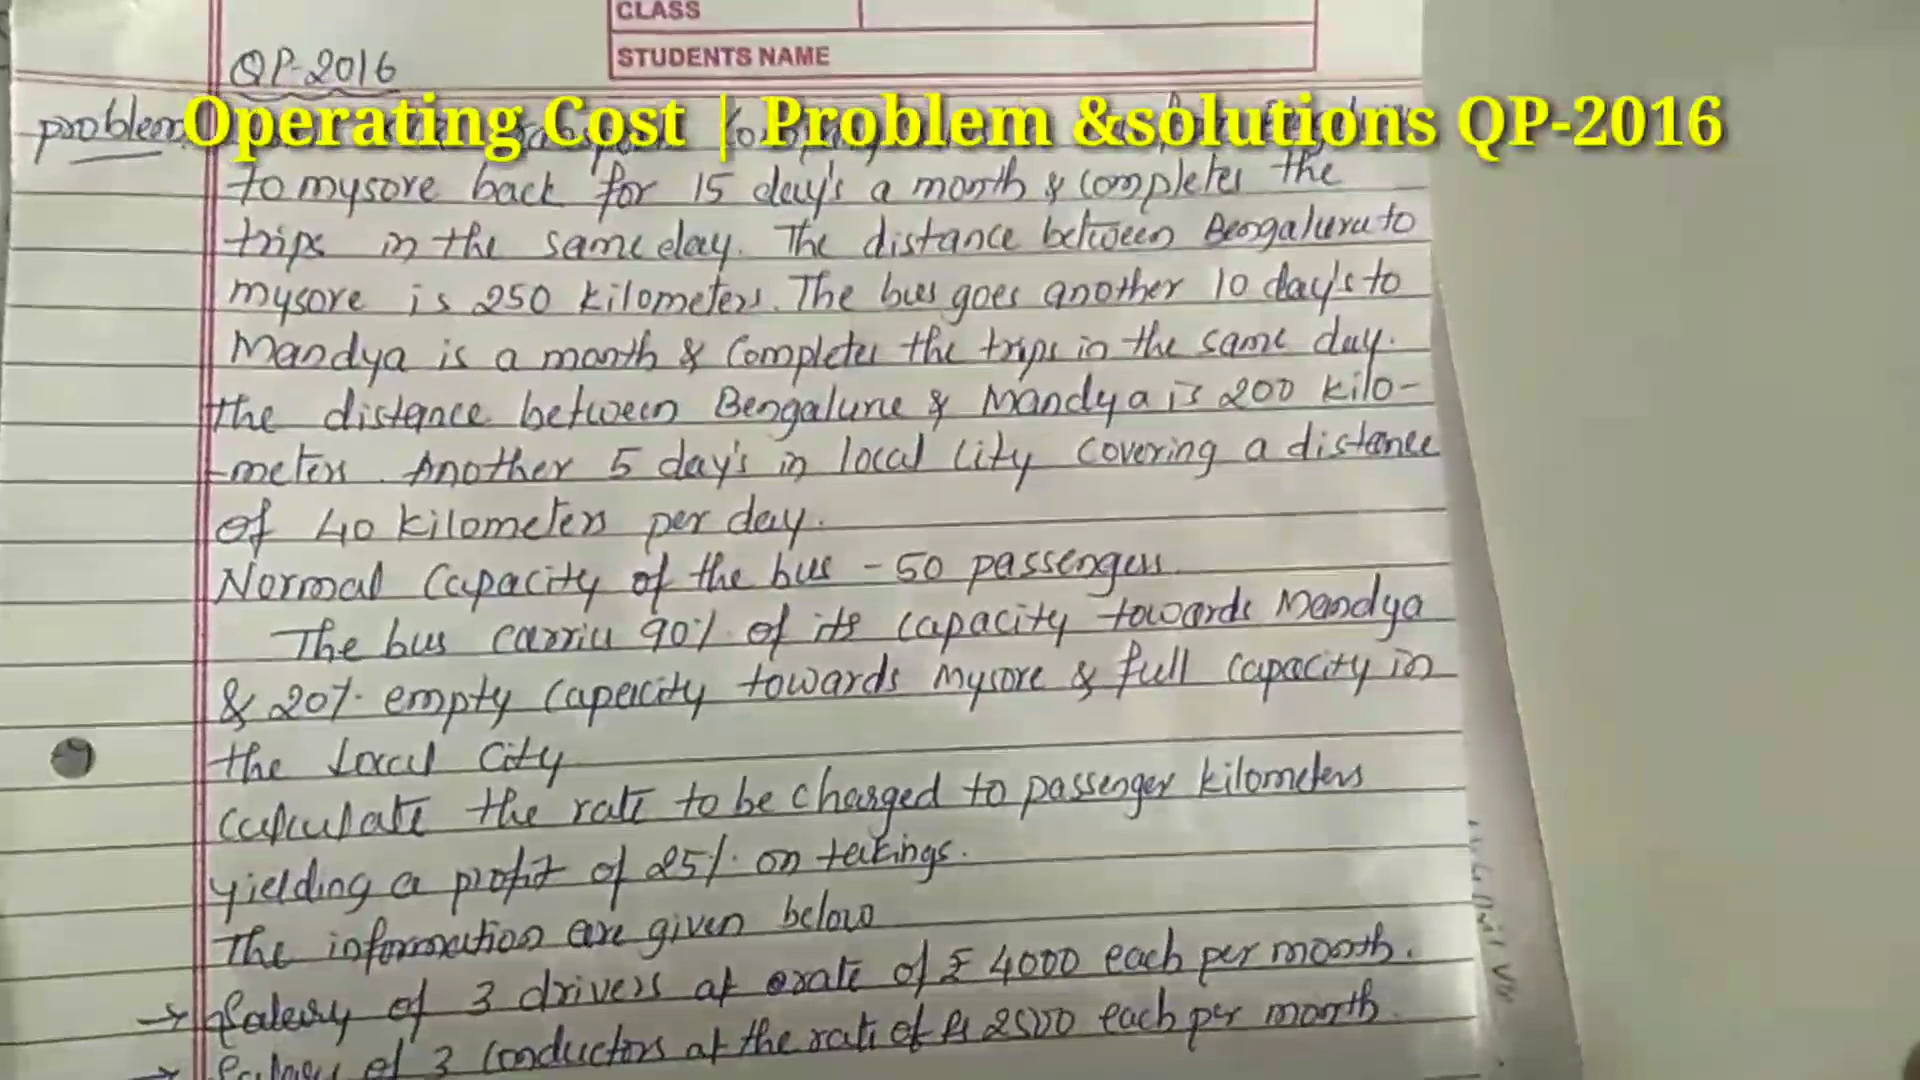 CLASS
STUDENTS NAME
QP-2016
Operating Cost | Problem &solutions QP-2016
problem
to mysore back for 15 day's a month & completes the
trips in the same day. The distance between Bengaluru to
mysore is 250 kilometers. The bus goes another 10 day's to
Mandya is a month & completes the trips in the same day.
the distance between Bengalure & Mandya is 200 kilo-
-meters. Another 5 day's in local city covering a distance
of 40 kilometers per day.
Normal capacity of the bus - 50 passengers
The bus carries 90% of its capacity towards Mandya
& 20% empty capacity towards Mysore & full capacity in
the Local City
calculate the rate to be charged to passenger kilometers
yielding a profit of 25% on takings.
The information are given below
→ Salary of 3 drivers at rate of ₹ 4000 each per month.
→ Salary of 3 conductors at the rate of Rs 2500 each per month.